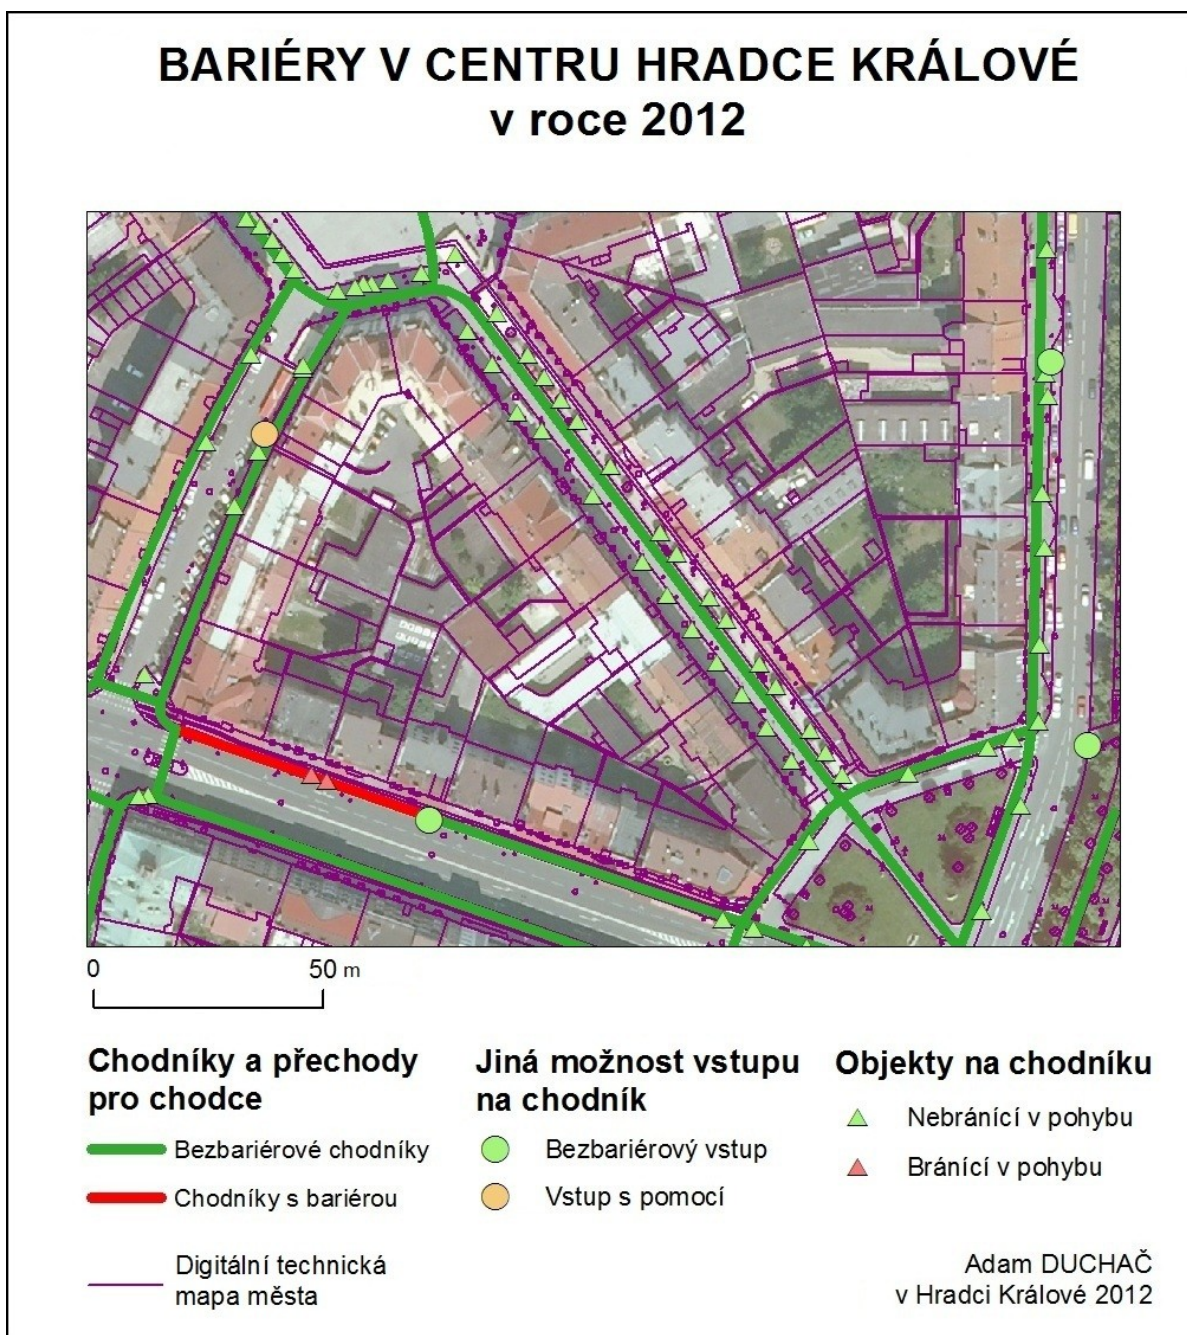 BARIÉRY V CENTRU HRADCE KRÁLOVÉ
v roce 2012
0 50 m
Chodníky a přechody
pro chodce
Bezbariérové chodníky
Chodníky s bariérou
Digitální technická
mapa města
Jiná možnost vstupu
na chodník
Bezbariérový vstup
Vstup s pomocí
Objekty na chodníku
Nebránící v pohybu
Bránící v pohybu
Adam DUCHAČ
v Hradci Králové 2012